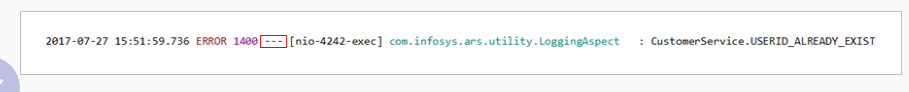 2017-07-27 15:51:59.736 ERROR 1400 --- [nio-4242-exec] com.infosys.ars.utility.LoggingAspect : CustomerService.USERID_ALREADY_EXIST